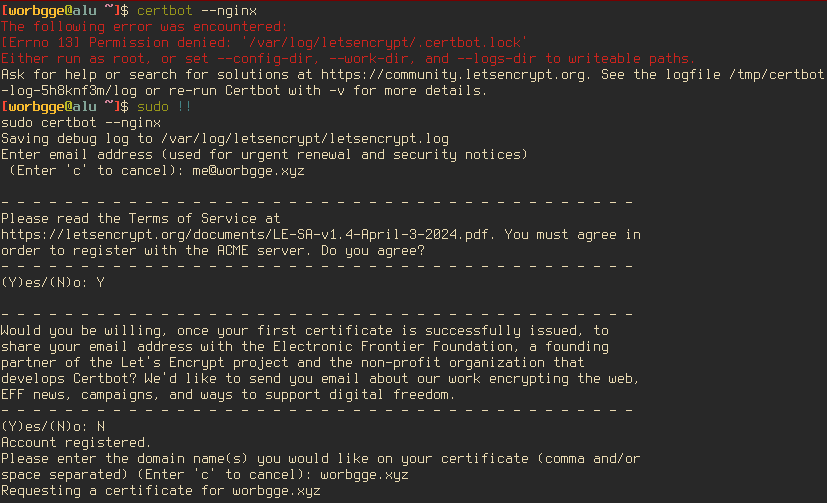 [worbgge@alu ~]$ certbot --nginx
The following error was encountered:
[Errno 13] Permission denied: '/var/log/letsencrypt/.certbot.lock'
Either run as root, or set --config-dir, --work-dir, and --logs-dir to writeable paths.
Ask for help or search for solutions at https://community.letsencrypt.org. See the logfile /tmp/certbot
-log-5h8knf3m/log or re-run Certbot with -v for more details.
[worbgge@alu ~]$ sudo !!
sudo certbot --nginx
Saving debug log to /var/log/letsencrypt/letsencrypt.log
Enter email address (used for urgent renewal and security notices)
 (Enter 'c' to cancel): me@worbgge.xyz

- - - - - - - - - - - - - - - - - - - - - - - - - - - - - - - - - - - - - - - -
Please read the Terms of Service at
https://letsencrypt.org/documents/LE-SA-v1.4-April-3-2024.pdf. You must agree in
order to register with the ACME server. Do you agree?
- - - - - - - - - - - - - - - - - - - - - - - - - - - - - - - - - - - - - - - -
(Y)es/(N)o: Y

- - - - - - - - - - - - - - - - - - - - - - - - - - - - - - - - - - - - - - - -
Would you be willing, once your first certificate is successfully issued, to
share your email address with the Electronic Frontier Foundation, a founding
partner of the Let's Encrypt project and the non-profit organization that
develops Certbot? We'd like to send you email about our work encrypting the web,
EFF news, campaigns, and ways to support digital freedom.
- - - - - - - - - - - - - - - - - - - - - - - - - - - - - - - - - - - - - - - -
(Y)es/(N)o: N
Account registered.
Please enter the domain name(s) you would like on your certificate (comma and/or
space separated) (Enter 'c' to cancel): worbgge.xyz
Requesting a certificate for worbgge.xyz